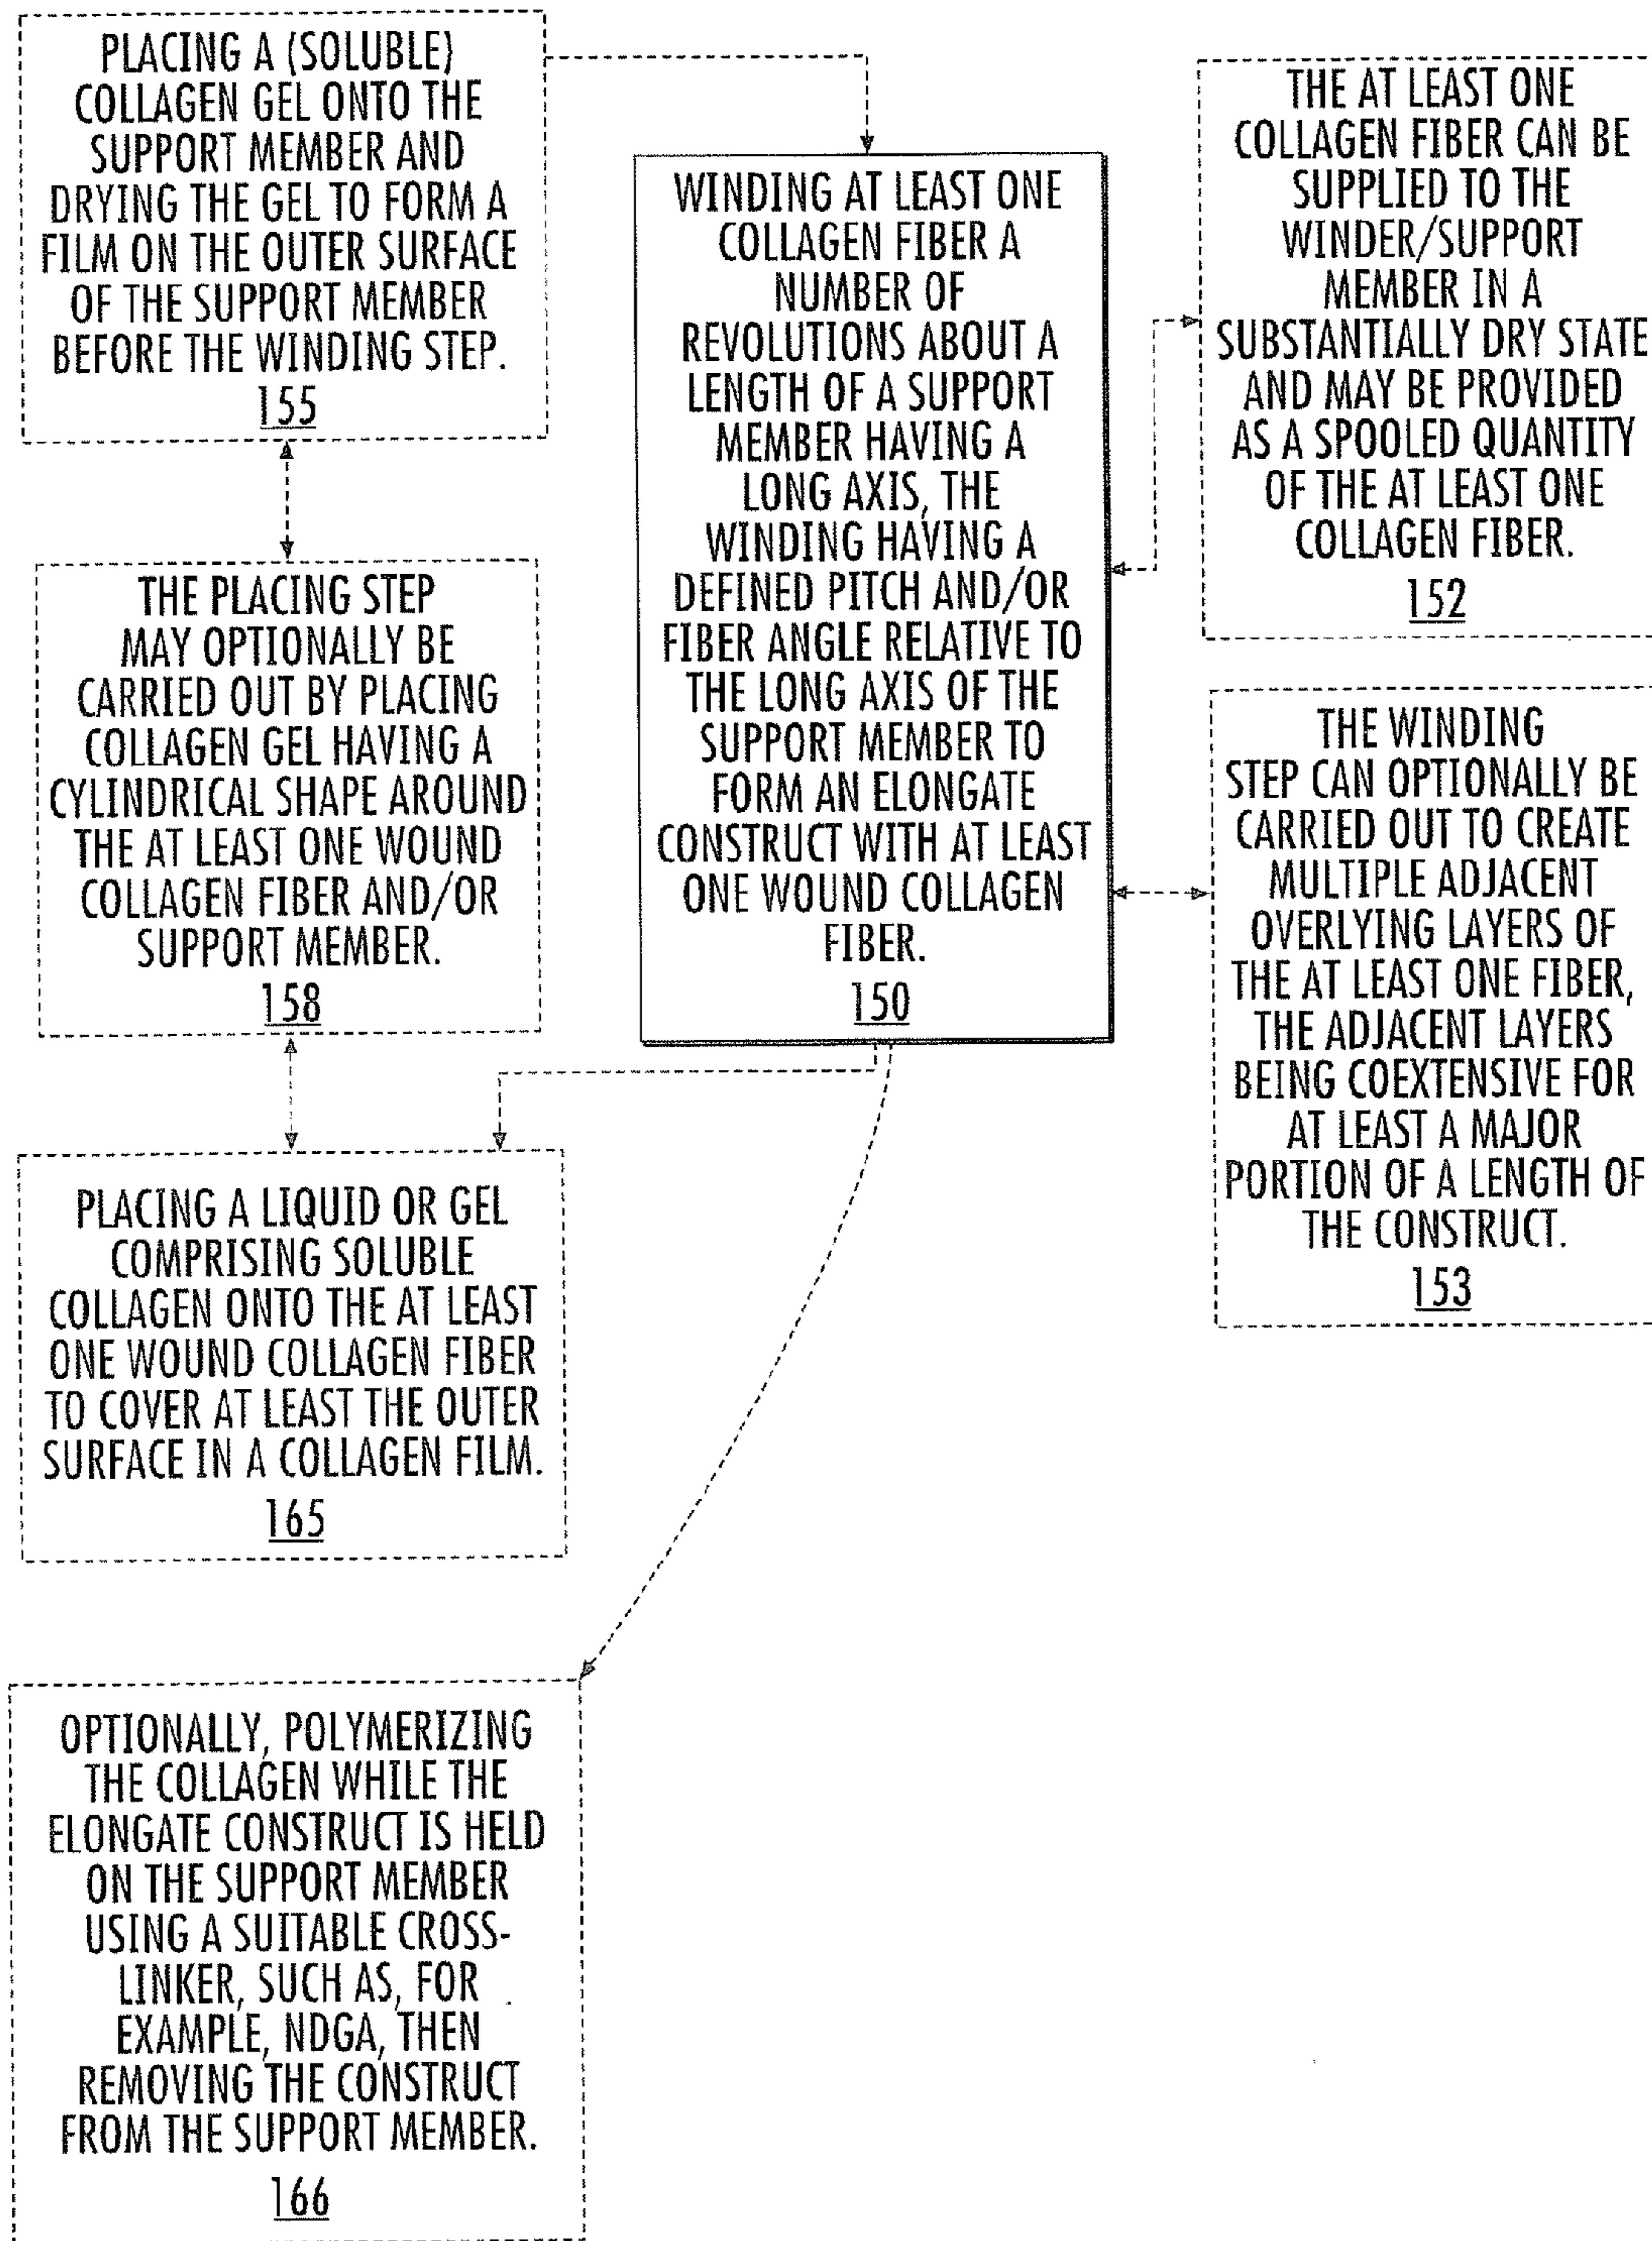 PLACING A (SOLUBLE)
COLLAGEN GEL ONTO THE
SUPPORT MEMBER AND
DRYING THE GEL TO FORM A
FILM ON THE OUTER SURFACE
OF THE SUPPORT MEMBER
BEFORE THE WINDING STEP.
155
THE PLACING STEP
MAY OPTIONALLY BE
CARRIED OUT BY PLACING
COLLAGEN GEL HAVING A
CYLINDRICAL SHAPE AROUND
THE AT LEAST ONE WOUND
COLLAGEN FIBER AND/OR
SUPPORT MEMBER.
158
PLACING A LIQUID OR GEL
COMPRISING SOLUBLE
COLLAGEN ONTO THE AT LEAST
ONE WOUND COLLAGEN FIBER
TO COVER AT LEAST THE OUTER
SURFACE IN A COLLAGEN FILM.
165
OPTIONALLY, POLYMERIZING
THE COLLAGEN WHILE THE
ELONGATE CONSTRUCT IS HELD
ON THE SUPPORT MEMBER
USING A SUITABLE CROSS-
LINKER, SUCH AS, FOR
EXAMPLE, NDGA, THEN
REMOVING THE CONSTRUCT
FROM THE SUPPORT MEMBER.
166
WINDING AT LEAST ONE
COLLAGEN FIBER A
NUMBER OF
REVOLUTIONS ABOUT A
LENGTH OF A SUPPORT
MEMBER HAVING A
LONG AXIS, THE
WINDING HAVING A
DEFINED PITCH AND/OR
FIBER ANGLE RELATIVE TO
THE LONG AXIS OF THE
SUPPORT MEMBER TO
FORM AN ELONGATE
CONSTRUCT WITH AT LEAST
ONE WOUND COLLAGEN
FIBER.
150
THE AT LEAST ONE
COLLAGEN FIBER CAN BE
SUPPLIED TO THE
WINDER/SUPPORT
MEMBER IN A
SUBSTANTIALLY DRY STATE
AND MAY BE PROVIDED
AS A SPOOLED QUANTITY
OF THE AT LEAST ONE
COLLAGEN FIBER.
152
THE WINDING
STEP CAN OPTIONALLY BE
CARRIED OUT TO CREATE
MULTIPLE ADJACENT
OVERLYING LAYERS OF
THE AT LEAST ONE FIBER,
THE ADJACENT LAYERS
BEING COEXTENSIVE FOR
AT LEAST A MAJOR
PORTION OF A LENGTH OF
THE CONSTRUCT.
153